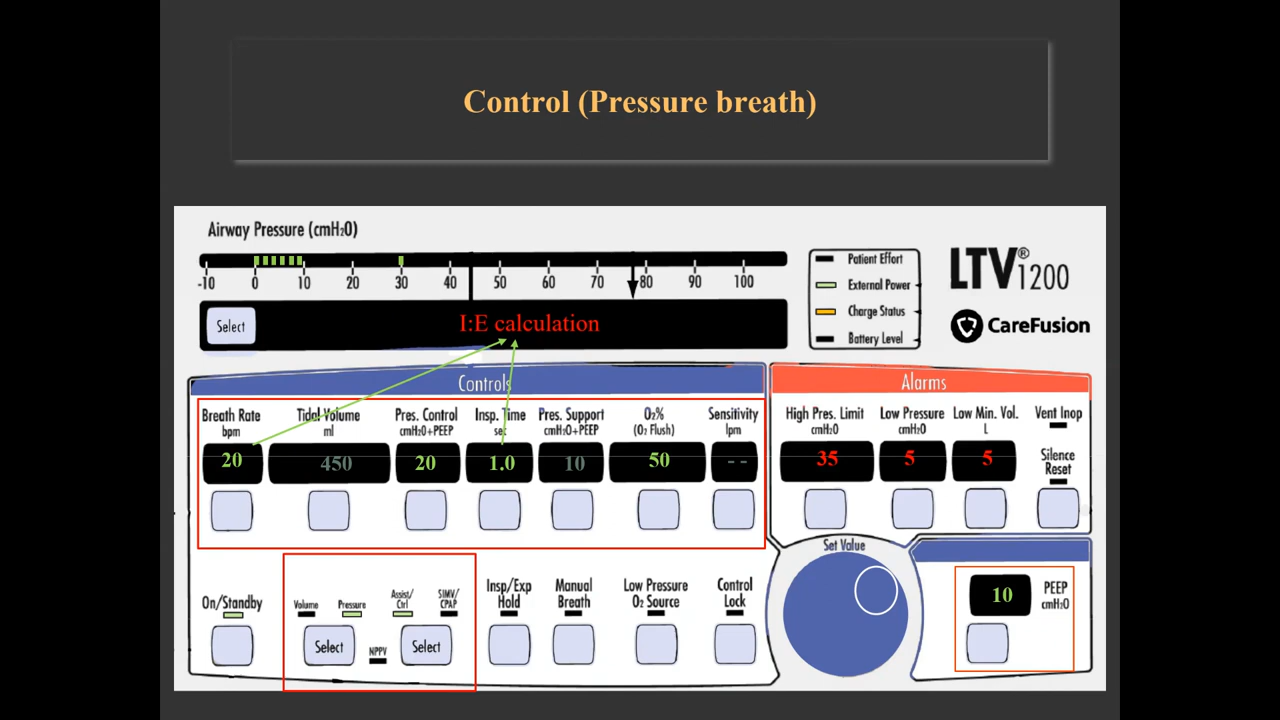 Control (Pressure breath)
Airway Pressure (cmH₂O)
-10 0 10 20 30 40 50 60 70 80 90 100
Select
I:E calculation
Patient Effort
External Power
Charge Status
Battery Level
LTV®1200
CareFusion
Controls
Breath Rate Tidal Volume Pres. Control Insp. Time Pres. Support O₂% Sensitivity
bpm ml cmH₂O+PEEP sec cmH₂O+PEEP (O₂ Flush) lpm
20 450 20 1.0 10 50 - -
Alarms
High Pres. Limit Low Pressure Low Min. Vol. Vent Inop
cmH₂O cmH₂O L
35 5 5
Silence
Reset
On/Standby
Volume Pressure Assist/ SIMV/
Ctrl CPAP
Select NPPV Select
Insp/Exp Manual Low Pressure Control
Hold Breath O₂ Source Lock
Set Value
10 PEEP
cmH₂O